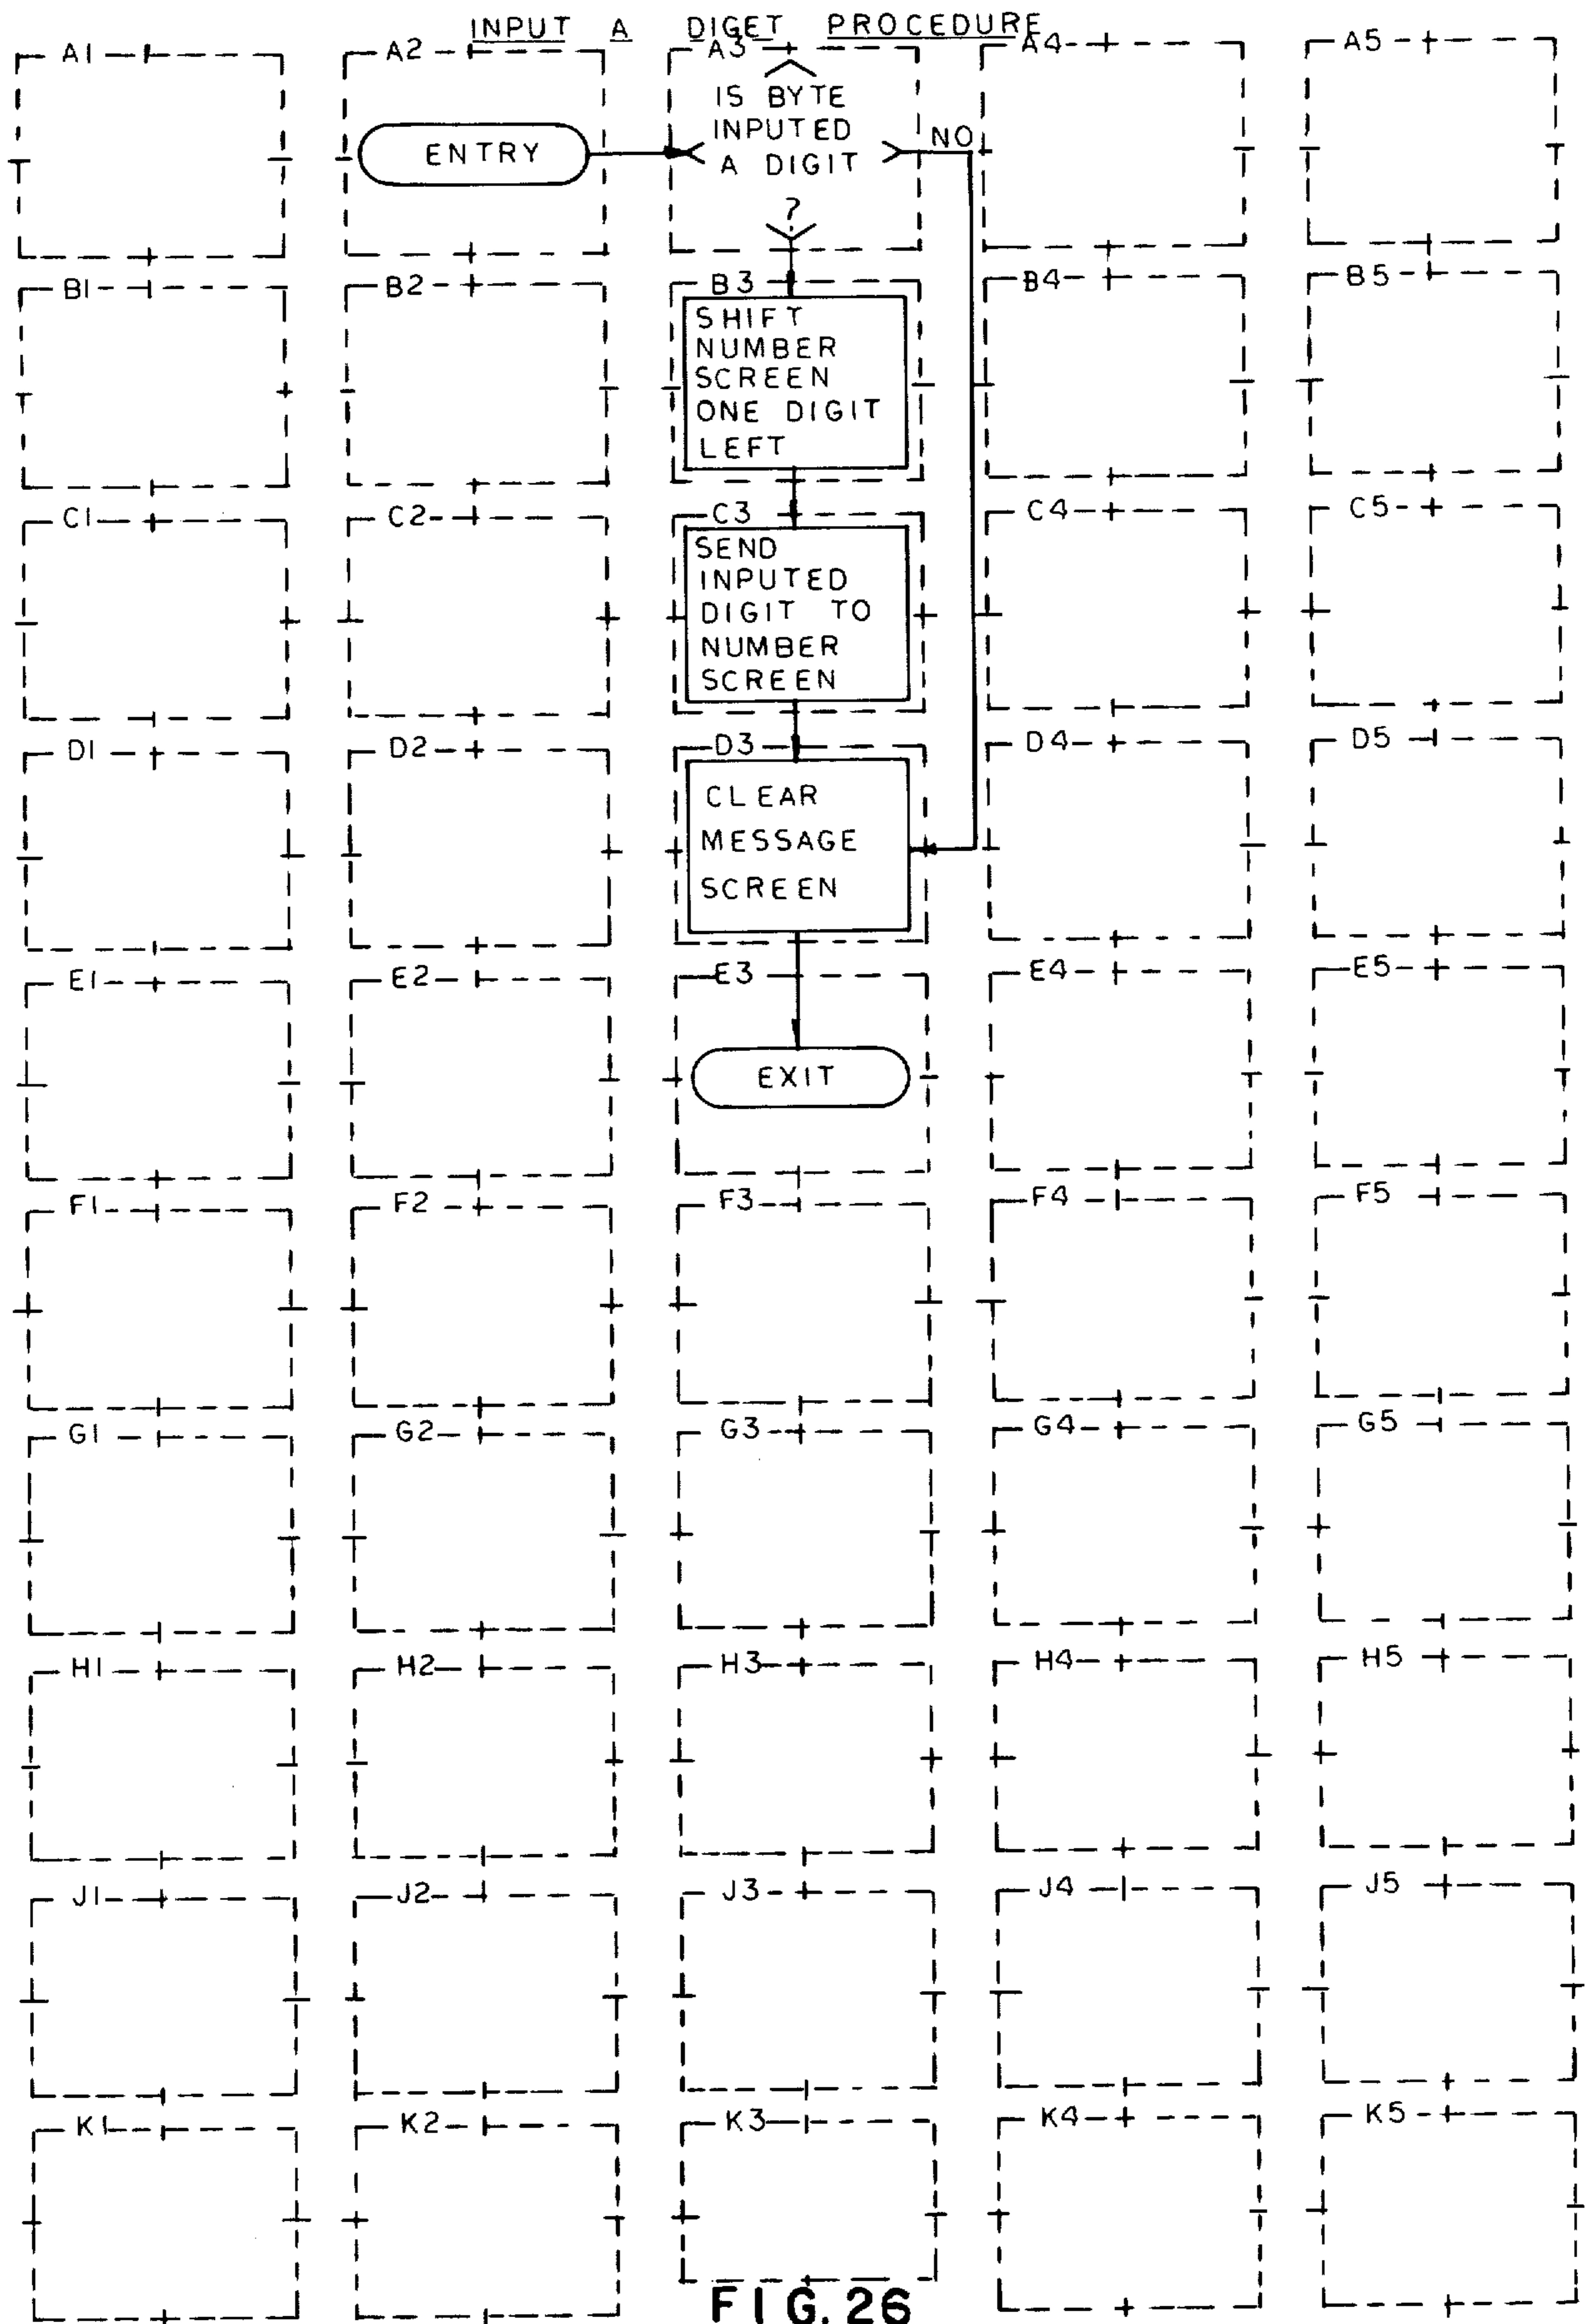 INPUT A DIGET PROCEDURE
A1 A2 A3 A4 A5
ENTRY
IS BYTE
INPUTED
A DIGIT
?
NO
B1 B2 B3 B4 B5
SHIFT
NUMBER
SCREEN
ONE DIGIT
LEFT
C1 C2 C3 C4 C5
SEND
INPUTED
DIGIT TO
NUMBER
SCREEN
D1 D2 D3 D4 D5
CLEAR
MESSAGE
SCREEN
E1 E2 E3 E4 E5
EXIT
F1 F2 F3 F4 F5
G1 G2 G3 G4 G5
H1 H2 H3 H4 H5
J1 J2 J3 J4 J5
K1 K2 K3 K4 K5
FIG. 26